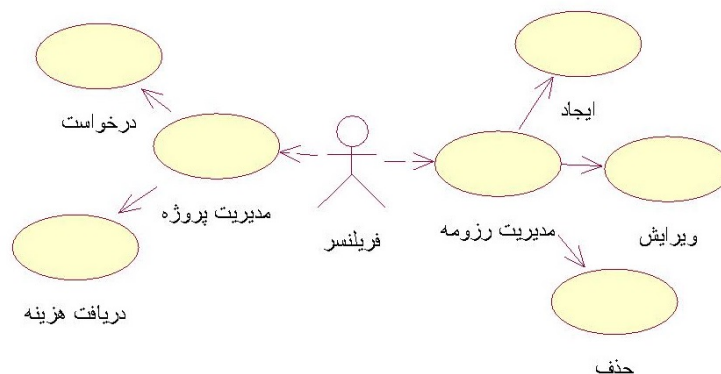 درخواست
ایجاد
مدیریت پروژه
فریلنسر
مدیریت رزومه
ویرایش
دریافت هزینه
حذف